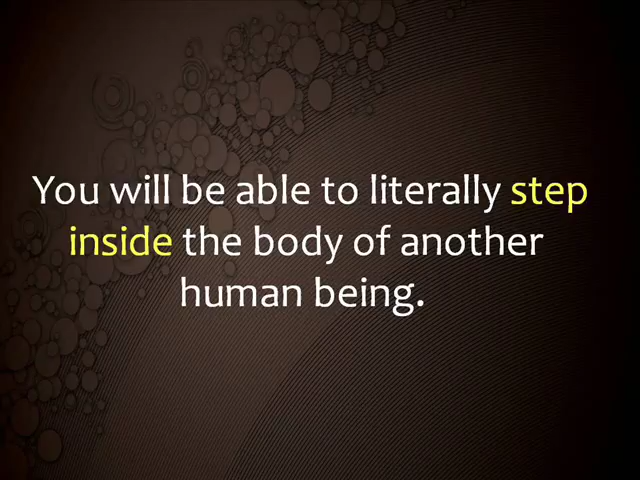 You will be able to literally step
inside the body of another
human being.